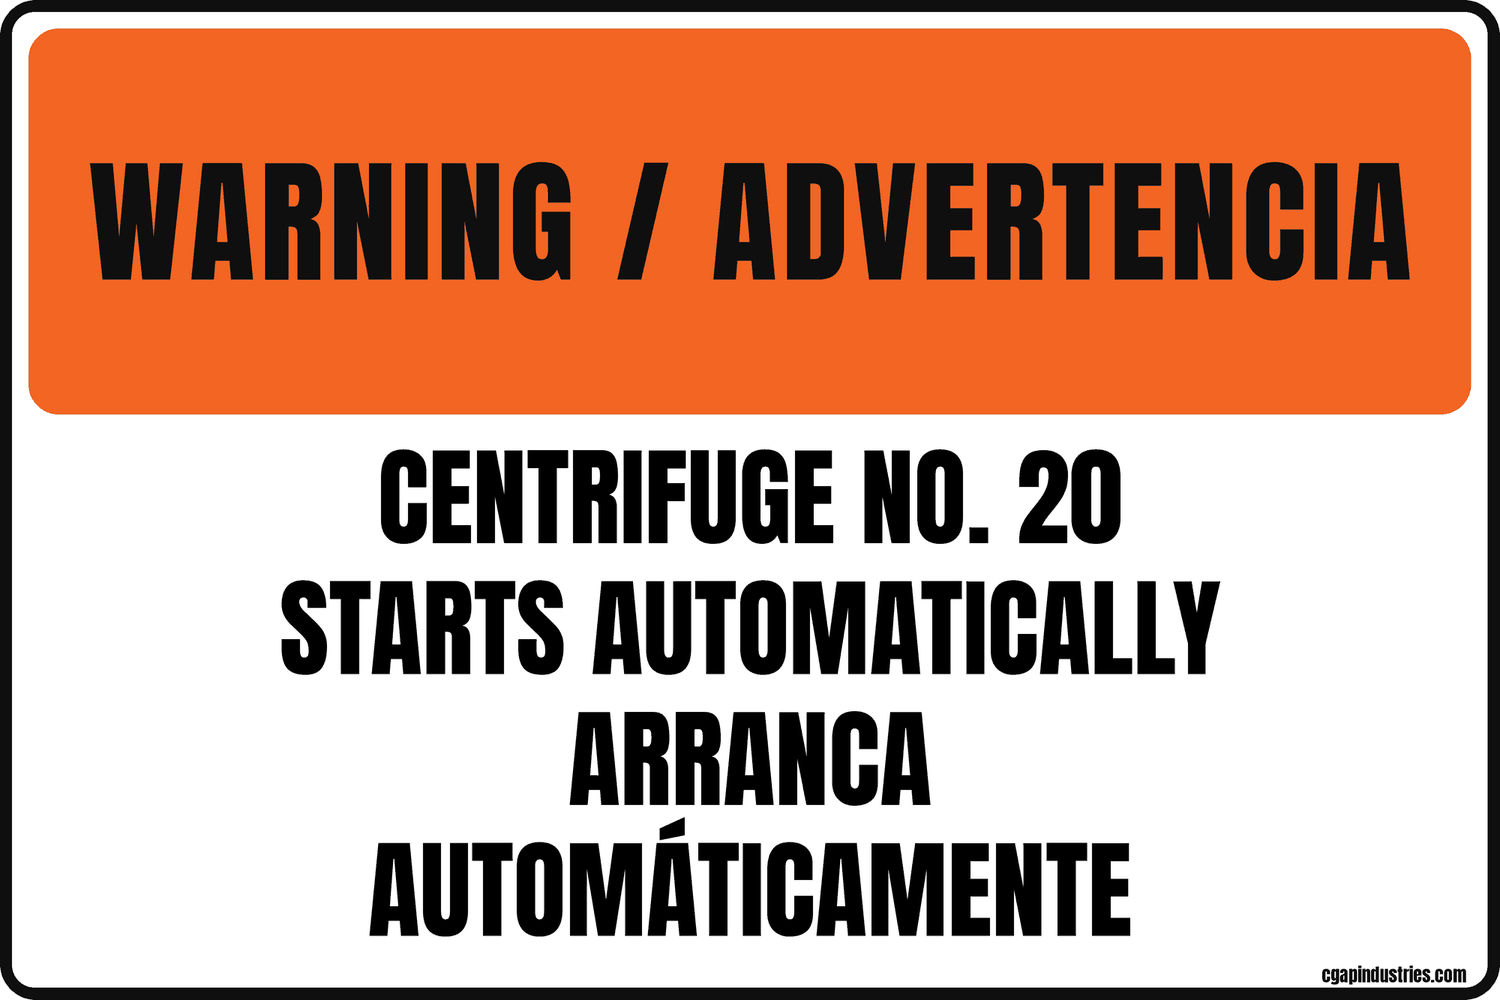 WARNING / ADVERTENCIA
CENTRIFUGE NO. 20
STARTS AUTOMATICALLY
ARRANCA
AUTOMÁTICAMENTE
cgapindustries.com